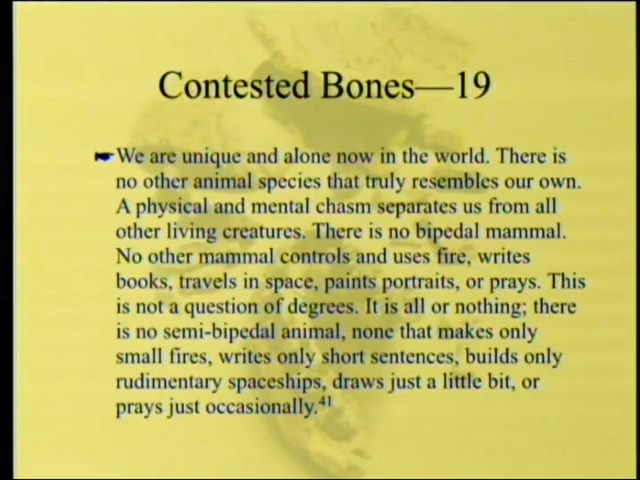 Contested Bones—19
We are unique and alone now in the world. There is
no other animal species that truly resembles our own.
A physical and mental chasm separates us from all
other living creatures. There is no bipedal mammal.
No other mammal controls and uses fire, writes
books, travels in space, paints portraits, or prays. This
is not a question of degrees. It is all or nothing; there
is no semi-bipedal animal, none that makes only
small fires, writes only short sentences, builds only
rudimentary spaceships, draws just a little bit, or
prays just occasionally.41